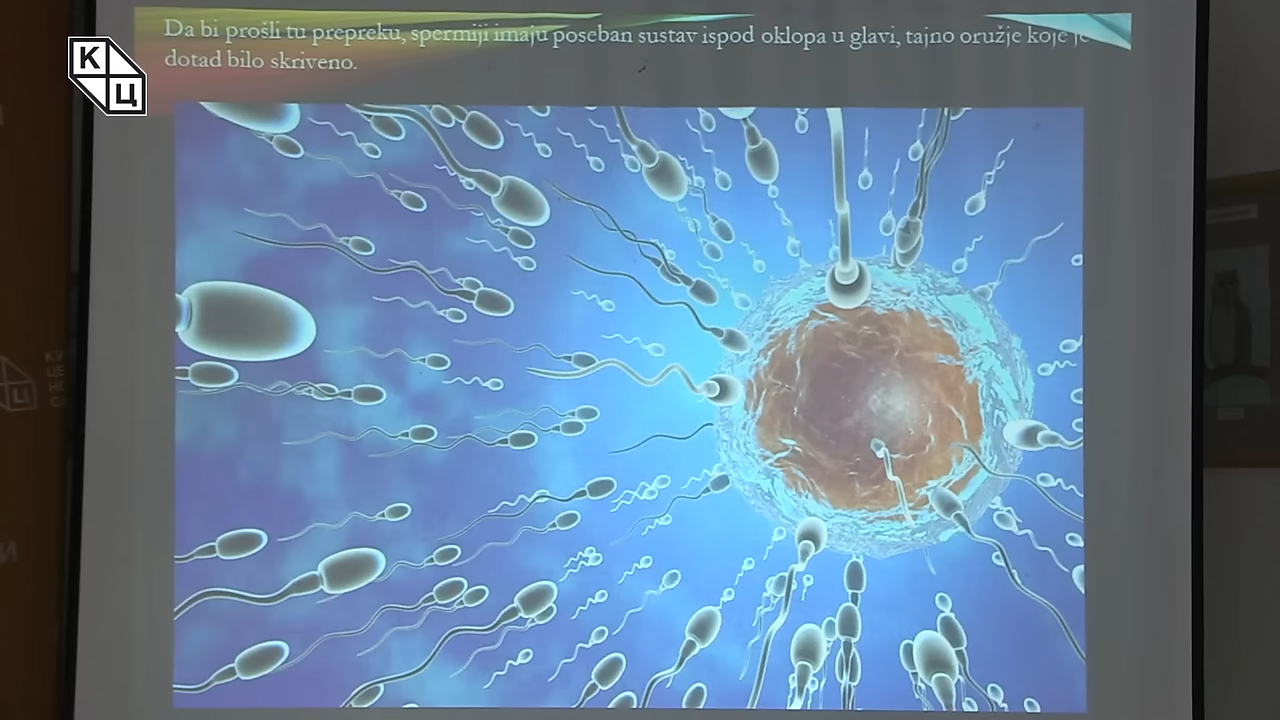 Da bi prošli tu prepreku, spermiji imaju poseban sustav ispod oklopa u glavi, tajno oružje koje je
dotad bilo skriveno.
К
Ц